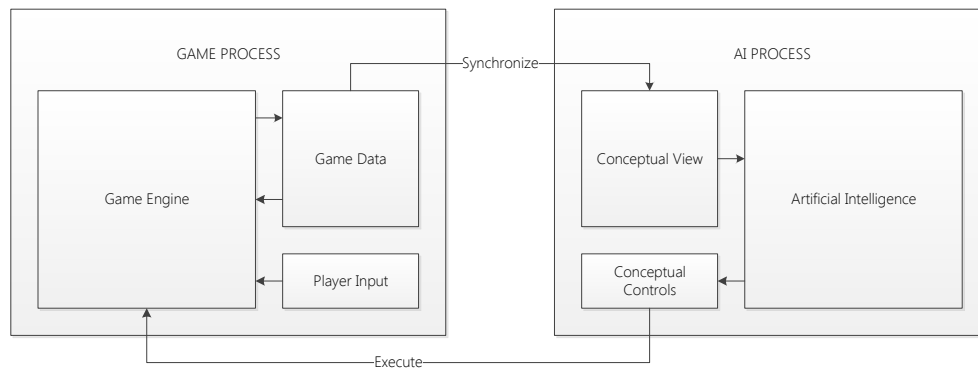 GAME PROCESS
AI PROCESS
Synchronize
Game Engine
Game Data
Conceptual View
Artificial Intelligence
Player Input
Conceptual
Controls
Execute